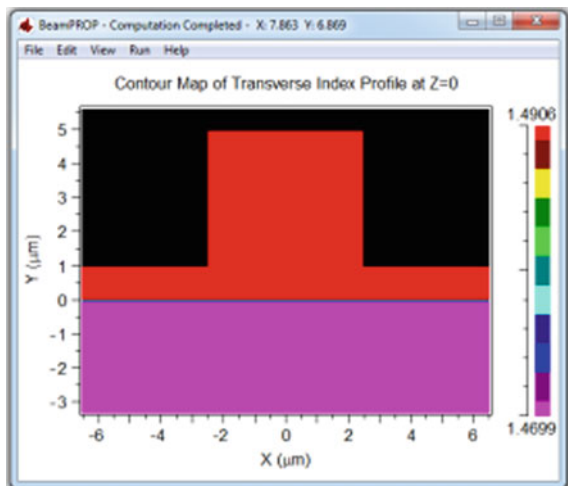 BeamPROP - Computation Completed - X: 7.863 Y: 6.869
File Edit View Run Help
Contour Map of Transverse Index Profile at Z=0
1.4906
5
4
3
2
1
0
-1
-2
-3
Y (μm)
-6 -4 -2 0 2 4 6
X (μm)
1.4699